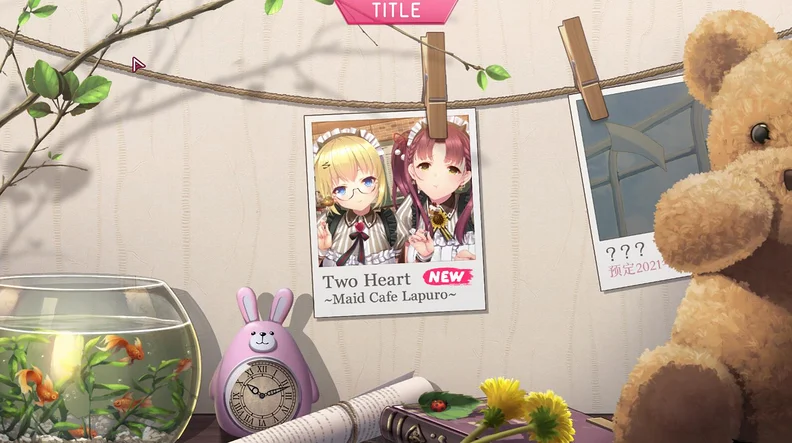 TITLE
Two Heart NEW
~Maid Cafe Lapuro~
？？？
预定2021